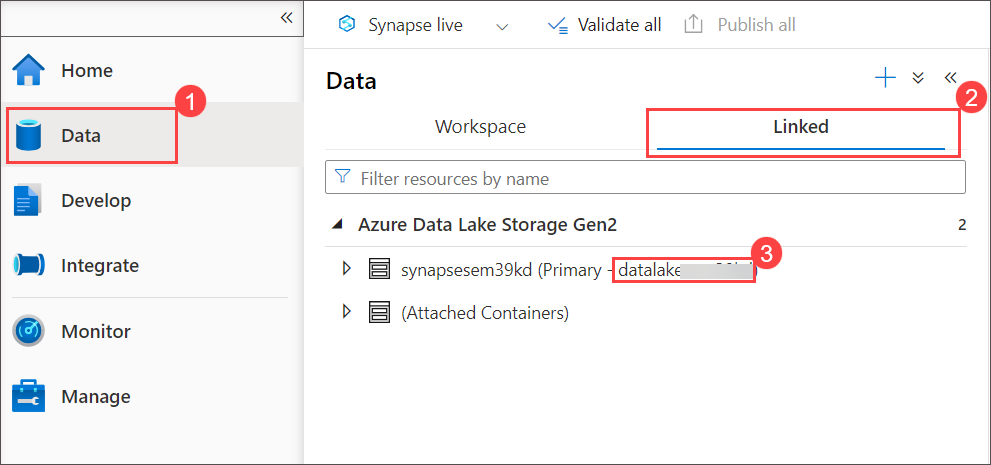 Synapse live
Validate all
Publish all
Home
Data
1
Develop
Integrate
Monitor
Manage
Data
2
Workspace
Linked
Filter resources by name
Azure Data Lake Storage Gen2 2
3
synapsesem39kd (Primary - datalake
(Attached Containers)